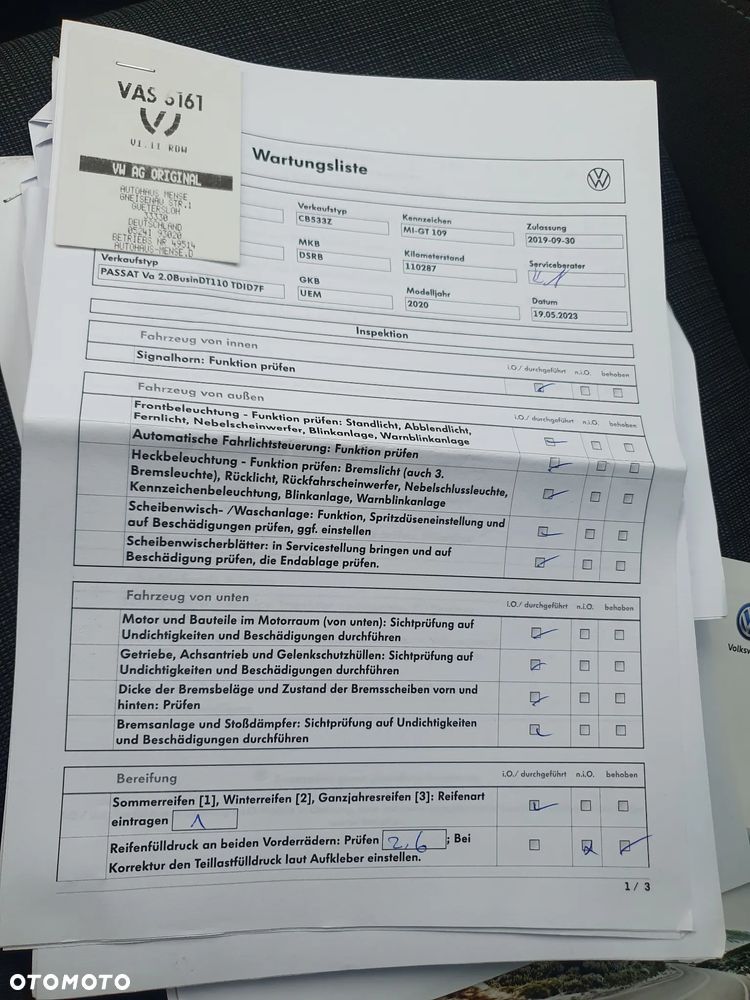 VAS 6161
V1.11 RDW
VW AG ORIGINAL
AUTOHAUS MENSE
GNEISENAU STR.1
GUETERSLOH
33330
DEUTSCHLAND
05241 93020
BETRIEBS NR 49514
AUTOHAUS-MENSE.D
Wartungsliste
Verkaufstyp
CB533Z
Kennzeichen
MI-GT 109
Zulassung
2019-09-30
MKB
DSRB
Kilometerstand
110287
Serviceberater
Verkaufstyp
PASSAT Va 2.0BusinDT110 TDID7F
GKB
UEM
Modelljahr
2020
Datum
19.05.2023
Inspektion
Fahrzeug von innen
i.O./ durchgeführt n.i.O. behoben
Signalhorn: Funktion prüfen
Fahrzeug von außen
i.O./ durchgeführt n.i.O. behoben
Frontbeleuchtung - Funktion prüfen: Standlicht, Abblendlicht,
Fernlicht, Nebelscheinwerfer, Blinkanlage, Warnblinkanlage
Automatische Fahrlichtsteuerung: Funktion prüfen
Heckbeleuchtung - Funktion prüfen: Bremslicht (auch 3.
Bremsleuchte), Rücklicht, Rückfahrscheinwerfer, Nebelschlussleuchte,
Kennzeichenbeleuchtung, Blinkanlage, Warnblinkanlage
Scheibenwisch- /Waschanlage: Funktion, Spritzdüseneinstellung und
auf Beschädigungen prüfen, ggf. einstellen
Scheibenwischerblätter: in Servicestellung bringen und auf
Beschädigung prüfen, die Endablage prüfen.
Fahrzeug von unten
i.O./ durchgeführt n.i.O. behoben
Motor und Bauteile im Motorraum (von unten): Sichtprüfung auf
Undichtigkeiten und Beschädigungen durchführen
Getriebe, Achsantrieb und Gelenkschutzhüllen: Sichtprüfung auf
Undichtigkeiten und Beschädigungen durchführen
Dicke der Bremsbeläge und Zustand der Bremsscheiben vorn und
hinten: Prüfen
Bremsanlage und Stoßdämpfer: Sichtprüfung auf Undichtigkeiten
und Beschädigungen durchführen
Bereifung
i.O./ durchgeführt n.i.O. behoben
Sommerreifen [1], Winterreifen [2], Ganzjahresreifen [3]: Reifenart
eintragen 1
Reifenfülldruck an beiden Vorderrädern: Prüfen 2,6 ; Bei
Korrektur den Teillastfülldruck laut Aufkleber einstellen.
1 / 3
OTOMOTO